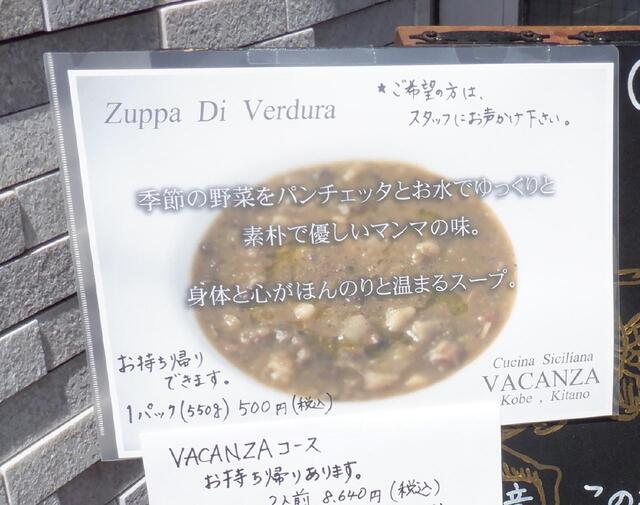 Zuppa Di Verdura
★ご希望の方は、
スタッフにお声かけ下さい。
季節の野菜をパンチェッタとお水でゆっくりと
素朴で優しいマンマの味。
身体と心がほんのりと温まるスープ。
お持ち帰り
できます。
1パック(550g) 500円(税込)
Cucina Siciliana
VACANZA
Kobe , Kitano
VACANZAコース
お持ち帰りあります。
2人前 8.640円(税込)
この